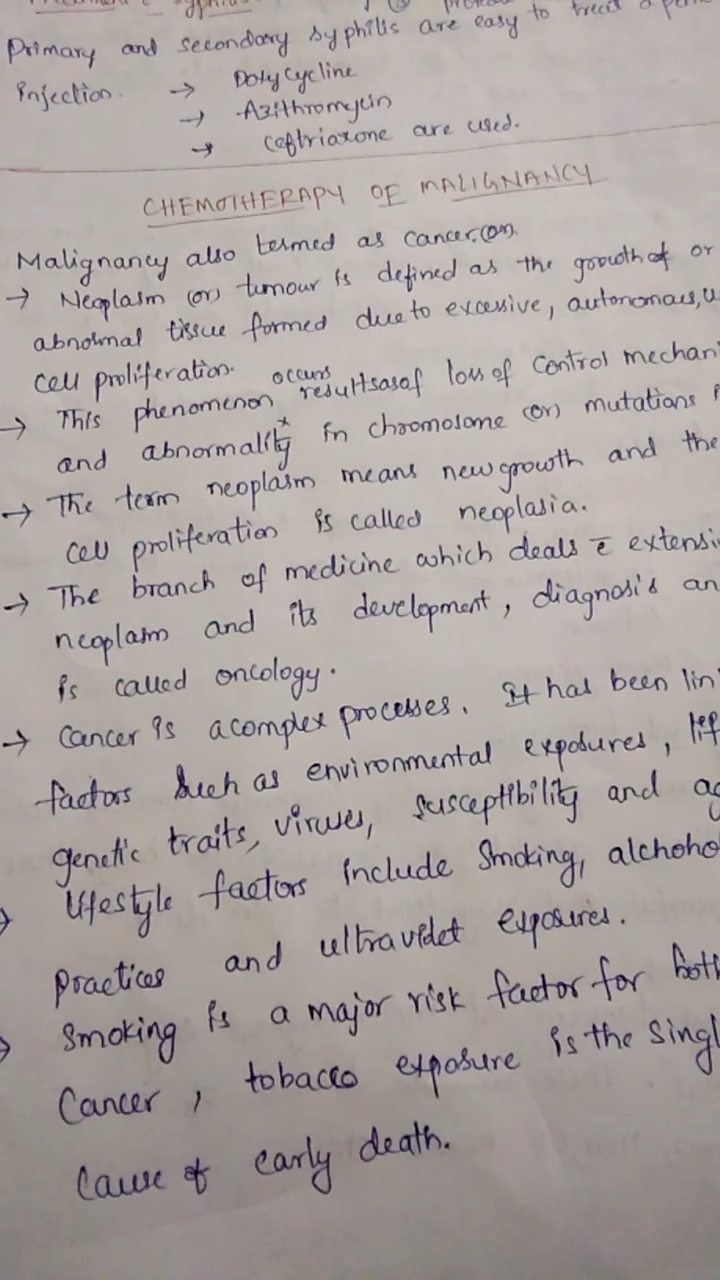 syphilis
Primary and secondary syphilis are easy to treat a
injection. → Doxycycline
→ Azithromycin
→ Ceftriaxone are used.
CHEMOTHERAPY OF MALIGNANCY
Malignancy also termed as cancer. (or)
→ Neoplasm (or) tumour is defined as the growth of or
abnormal tissue formed due to excessive, autonomous, u
cell proliferation.
→ This phenomenon occurs results as of loss of control mechani
and abnormality in chromosome (or) mutations
→ The term neoplasm means new growth and the
cell proliferation is called neoplasia.
→ The branch of medicine which deals c̄ extensi
neoplasm and its development, diagnosis an
is called oncology.
→ Cancer is a complex processes. It has been lin
factors such as environmental exposures, lif
genetic traits, viruses, susceptibility and ag
→ Lifestyle factors include smoking, alchoho
practices and ultraviolet exposures.
→ Smoking is a major risk factor for both
Cancer, tobacco exposure is the singl
cause of early death.